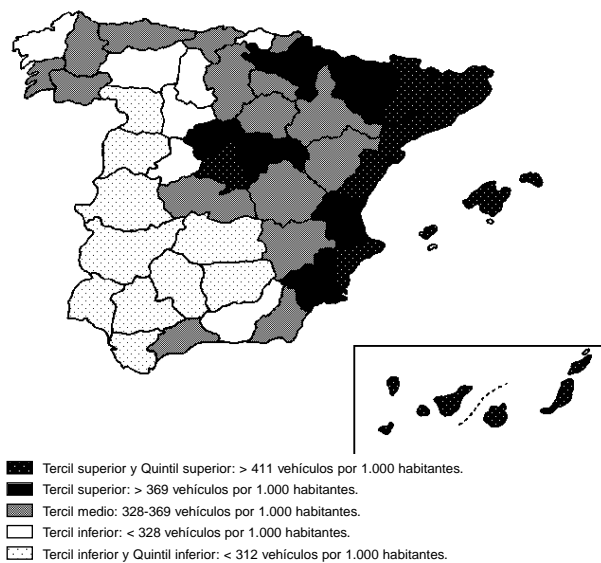 Tercil superior y Quintil superior: > 411 vehículos por 1.000 habitantes.
Tercil superior: > 369 vehículos por 1.000 habitantes.
Tercil medio: 328-369 vehículos por 1.000 habitantes.
Tercil inferior: < 328 vehículos por 1.000 habitantes.
Tercil inferior y Quintil inferior: < 312 vehículos por 1.000 habitantes.